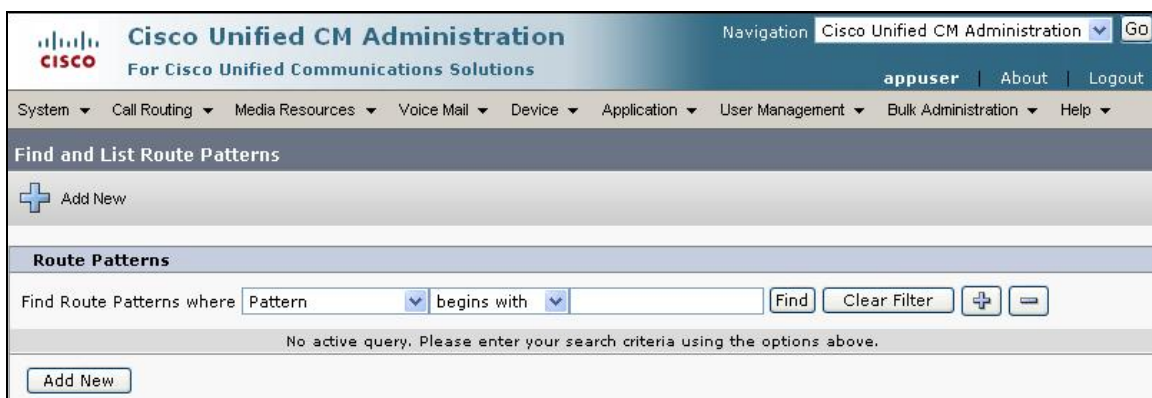 Cisco Unified CM Administration
For Cisco Unified Communications Solutions
CISCO
Navigation Cisco Unified CM Administration Go
appuser | About | Logout
System Call Routing Media Resources Voice Mail Device Application User Management Bulk Administration Help
Find and List Route Patterns
Add New
Route Patterns
Find Route Patterns where Pattern begins with Find Clear Filter
No active query. Please enter your search criteria using the options above.
Add New